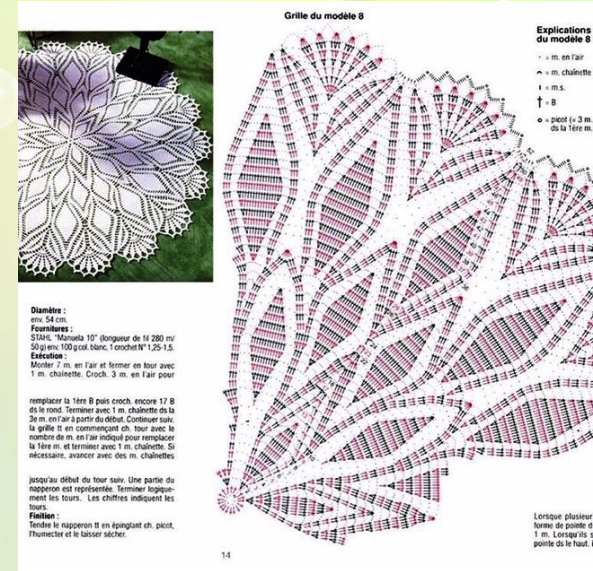 Grille du modèle 8
Explications
du modèle 8
· = m. en l'air
= m. chaînette
= m.s.
= B
o = picot (= 3 m.
ds la 1ère m.
Diamètre :
env. 54 cm.
Fournitures :
STAHL "Manuela 10" (longueur de fil 280 m/
50 g) env. 100 g col. blanc, 1 crochet N° 1,25-1,5.
Exécution :
Monter 7 m. en l'air et fermer en tour avec
1 m. chaînette. Croch. 3 m. en l'air pour
remplacer la 1ère B puis croch. encore 17 B
ds le rond. Terminer avec 1 m. chaînette ds la
3e m. en l'air à partir du début. Continuer suiv.
la grille tt en commençant ch. tour avec le
nombre de m. en l'air indiqué pour remplacer
la 1ère m. et terminer avec 1 m. chaînette. Si
nécessaire, avancer avec des m. chaînettes
jusqu'au début du tour suiv. Une partie du
napperon est représentée. Terminer logique-
ment les tours. Les chiffres indiquent les
tours.
Finition :
Tendre le napperon tt en épinglant ch. picot,
l'humecter et le laisser sécher.
Lorsque plusieur
forme de pointe d
1 m. Lorsqu'ils s
pointe ds le haut, i
14